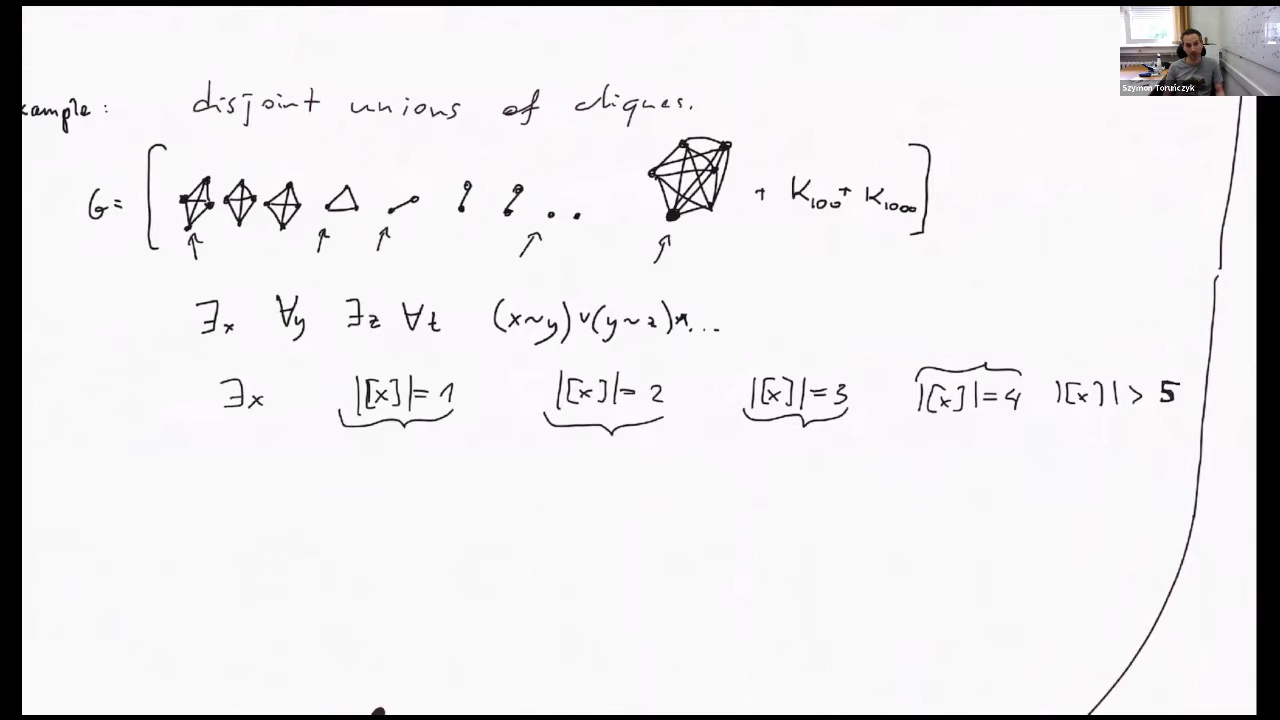 Szymon Toruńczyk
xample: disjoint unions of cliques.
G= [ + K₁₀₀ + K₁₀₀₀ ]
∃x ∀y ∃z ∀t (x~y)∨(y~z)∧...
∃x |[x]|=1 |[x]|=2 |[x]|=3 |[x]|=4 |[x]|>5